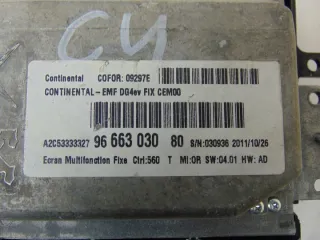 C4
Continental COFOR: 09297E
CONTINENTAL-EMF DG4ev FIX CEM00
A2C53333327 96 663 030 80 S/N:030936 2011/10/26
Ecran Multifonction Fixe Ctrl:560 T MI:OR SW:04.01 HW: AD